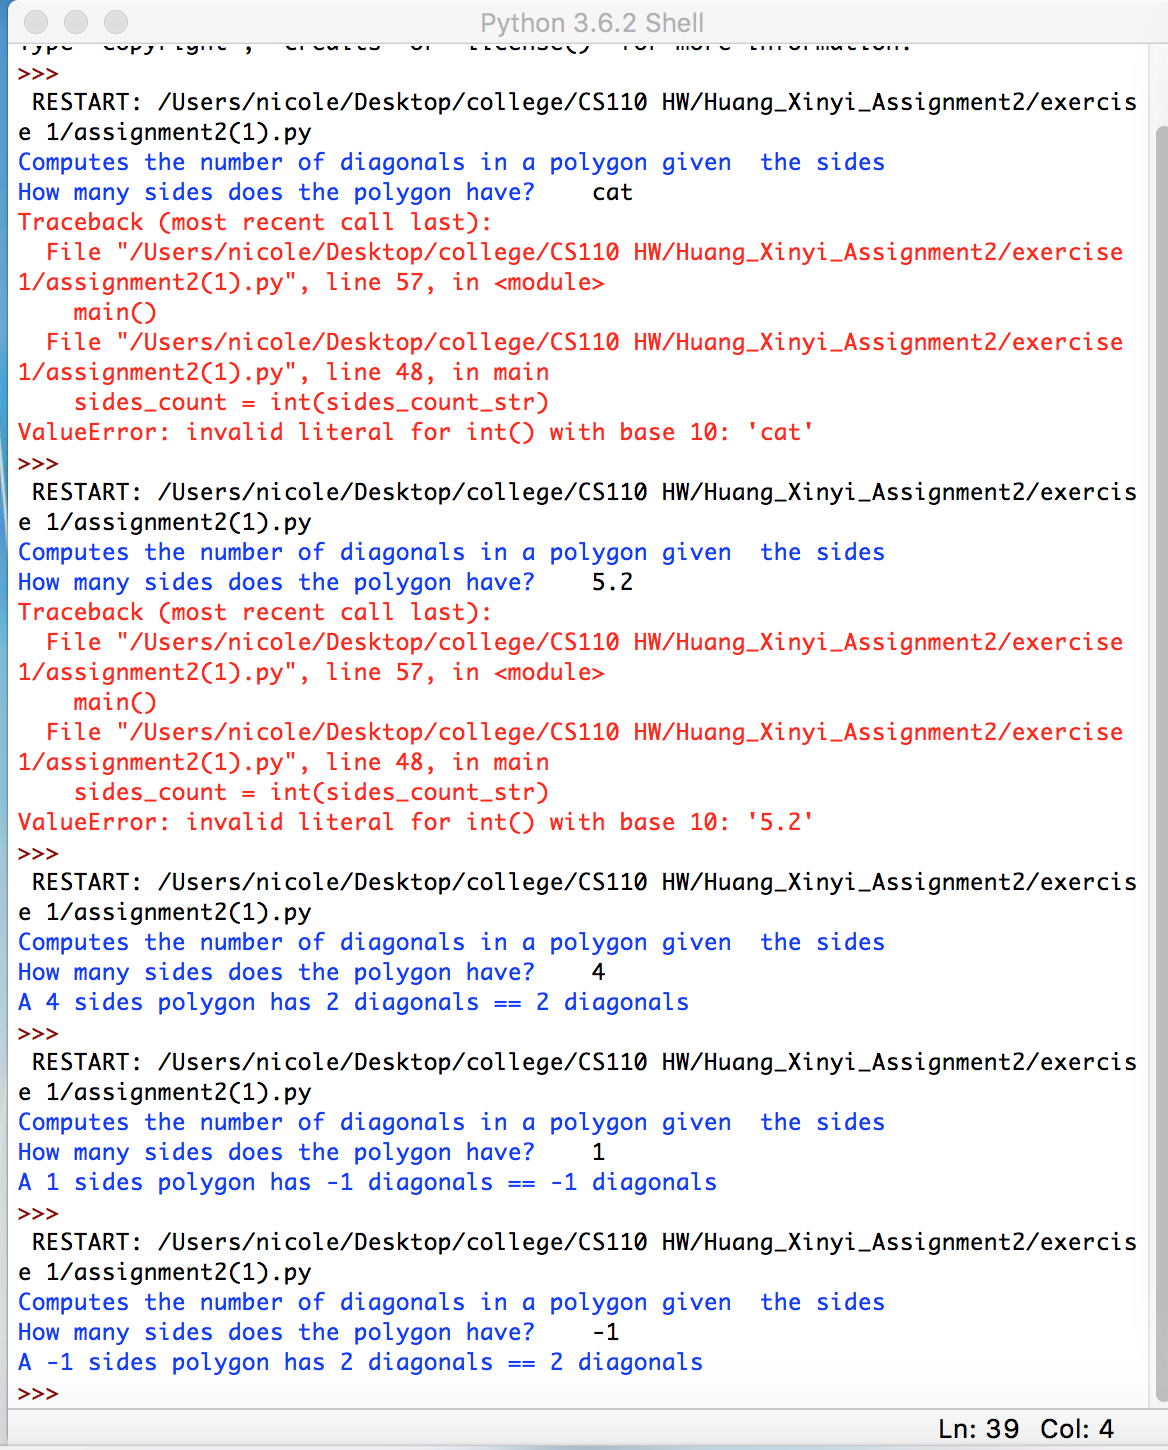 Python 3.6.2 Shell
Type "copyright", "credits" or "license()" for more information.
>>>
 RESTART: /Users/nicole/Desktop/college/CS110 HW/Huang_Xinyi_Assignment2/exercis
e 1/assignment2(1).py
Computes the number of diagonals in a polygon given  the sides
How many sides does the polygon have?    cat
Traceback (most recent call last):
  File "/Users/nicole/Desktop/college/CS110 HW/Huang_Xinyi_Assignment2/exercise
1/assignment2(1).py", line 57, in <module>
    main()
  File "/Users/nicole/Desktop/college/CS110 HW/Huang_Xinyi_Assignment2/exercise
1/assignment2(1).py", line 48, in main
    sides_count = int(sides_count_str)
ValueError: invalid literal for int() with base 10: 'cat'
>>>
 RESTART: /Users/nicole/Desktop/college/CS110 HW/Huang_Xinyi_Assignment2/exercis
e 1/assignment2(1).py
Computes the number of diagonals in a polygon given  the sides
How many sides does the polygon have?    5.2
Traceback (most recent call last):
  File "/Users/nicole/Desktop/college/CS110 HW/Huang_Xinyi_Assignment2/exercise
1/assignment2(1).py", line 57, in <module>
    main()
  File "/Users/nicole/Desktop/college/CS110 HW/Huang_Xinyi_Assignment2/exercise
1/assignment2(1).py", line 48, in main
    sides_count = int(sides_count_str)
ValueError: invalid literal for int() with base 10: '5.2'
>>>
 RESTART: /Users/nicole/Desktop/college/CS110 HW/Huang_Xinyi_Assignment2/exercis
e 1/assignment2(1).py
Computes the number of diagonals in a polygon given  the sides
How many sides does the polygon have?    4
A 4 sides polygon has 2 diagonals == 2 diagonals
>>>
 RESTART: /Users/nicole/Desktop/college/CS110 HW/Huang_Xinyi_Assignment2/exercis
e 1/assignment2(1).py
Computes the number of diagonals in a polygon given  the sides
How many sides does the polygon have?    1
A 1 sides polygon has -1 diagonals == -1 diagonals
>>>
 RESTART: /Users/nicole/Desktop/college/CS110 HW/Huang_Xinyi_Assignment2/exercis
e 1/assignment2(1).py
Computes the number of diagonals in a polygon given  the sides
How many sides does the polygon have?    -1
A -1 sides polygon has 2 diagonals == 2 diagonals
>>>
Ln: 39  Col: 4